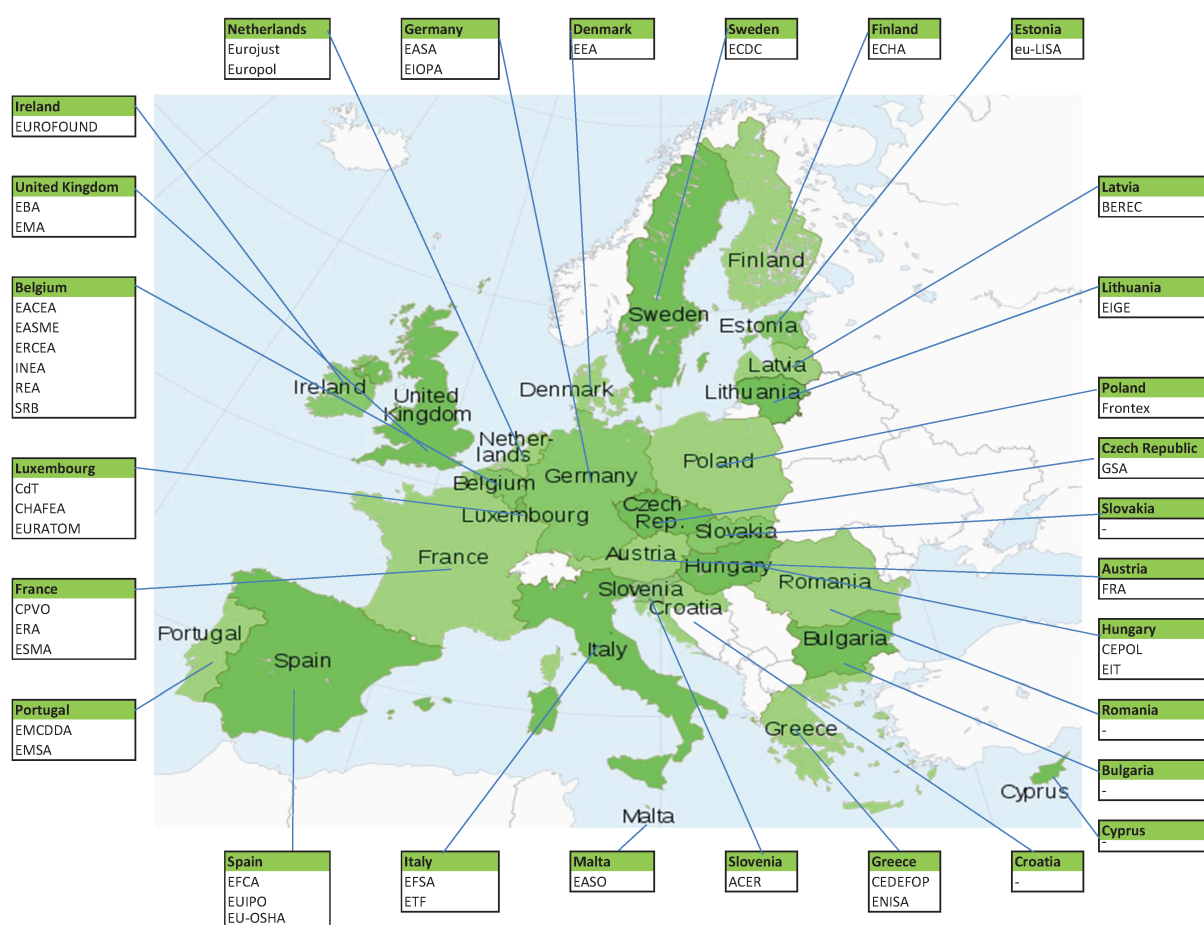 Netherlands
Eurojust
Europol
Germany
EASA
EIOPA
Denmark
EEA
Sweden
ECDC
Finland
ECHA
Estonia
eu-LISA
Ireland
EUROFOUND
United Kingdom
EBA
EMA
Belgium
EACEA
EASME
ERCEA
INEA
REA
SRB
Luxembourg
CdT
CHAFEA
EURATOM
France
CPVO
ERA
ESMA
Portugal
EMCDDA
EMSA
Finland
Sweden
Estonia
Latvia
Lithuania
Denmark
Ireland
United
Kingdom
Nether-
lands
Belgium
Germany
Poland
Luxembourg
Czech
Rep.
Slovakia
France
Austria
Hungary
Slovenia
Romania
Croatia
Portugal
Spain
Italy
Bulgaria
Greece
Cyprus
Malta
Latvia
BEREC
Lithuania
EIGE
Poland
Frontex
Czech Republic
GSA
Slovakia
-
Austria
FRA
Hungary
CEPOL
EIT
Romania
-
Bulgaria
-
Cyprus
-
Spain
EFCA
EUIPO
EU-OSHA
Italy
EFSA
ETF
Malta
EASO
Slovenia
ACER
Greece
CEDEFOP
ENISA
Croatia
-